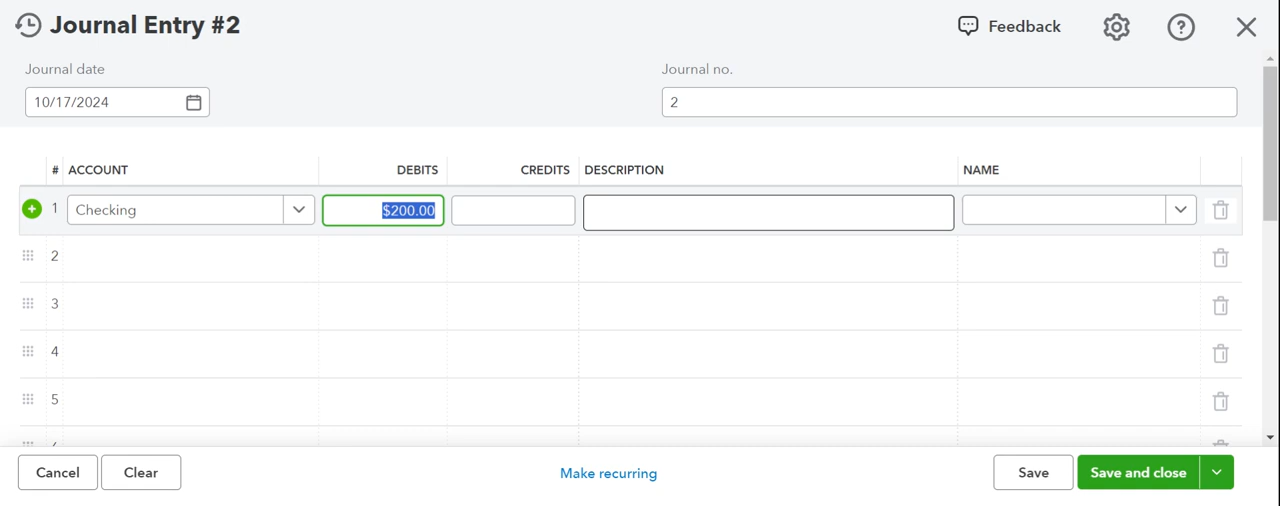 Journal Entry #2
Feedback
Journal date
Journal no.
10/17/2024
2
# ACCOUNT DEBITS CREDITS DESCRIPTION NAME
1 Checking $200.00
2
3
4
5
Cancel Clear Make recurring Save Save and close